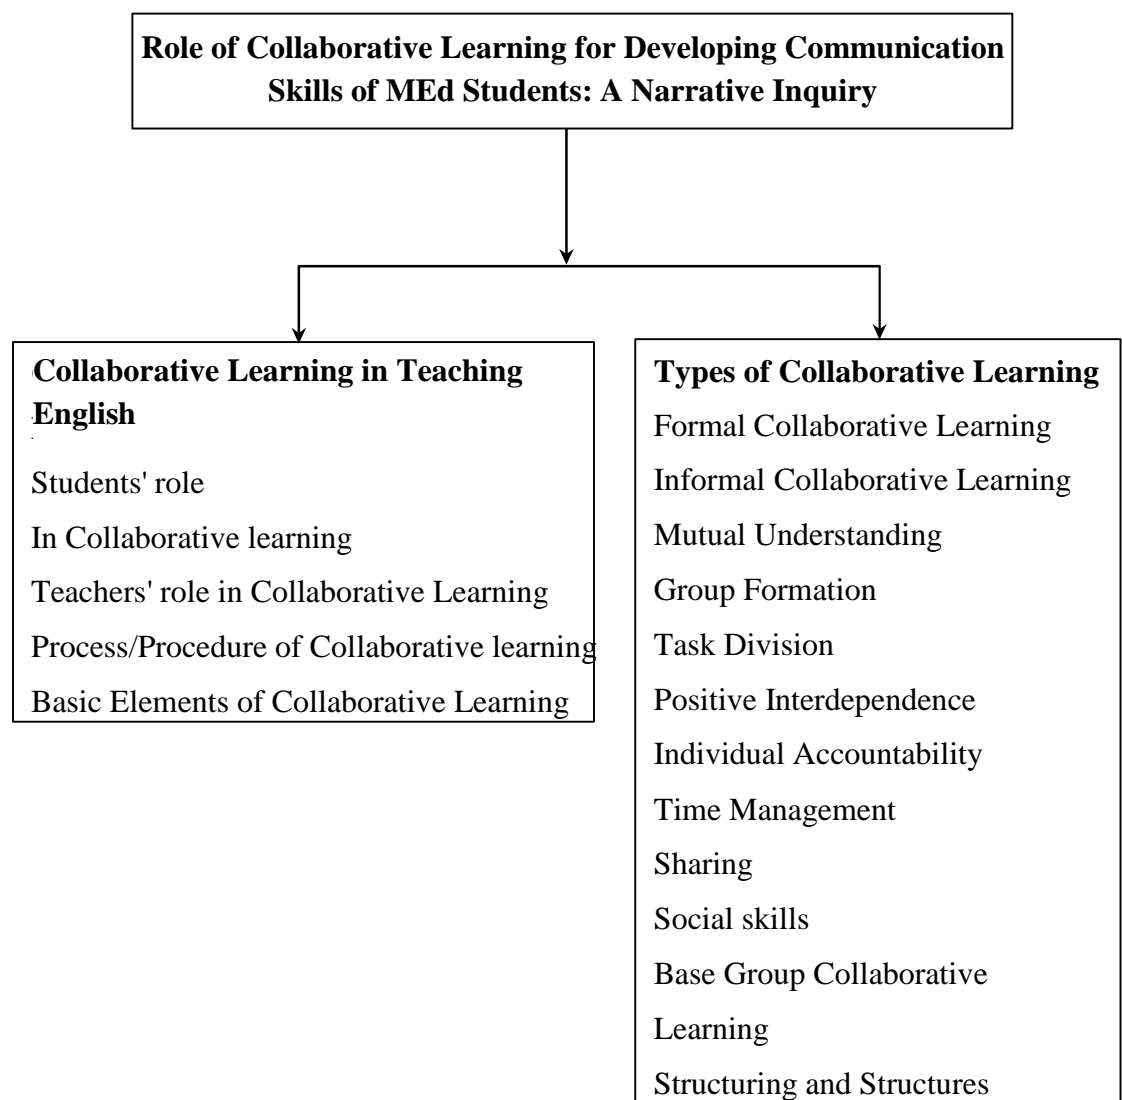 Role of Collaborative Learning for Developing Communication
Skills of MEd Students: A Narrative Inquiry
Collaborative Learning in Teaching
English
Students' role
In Collaborative learning
Teachers' role in Collaborative Learning
Process/Procedure of Collaborative learning
Basic Elements of Collaborative Learning
Types of Collaborative Learning
Formal Collaborative Learning
Informal Collaborative Learning
Mutual Understanding
Group Formation
Task Division
Positive Interdependence
Individual Accountability
Time Management
Sharing
Social skills
Base Group Collaborative
Learning
Structuring and Structures